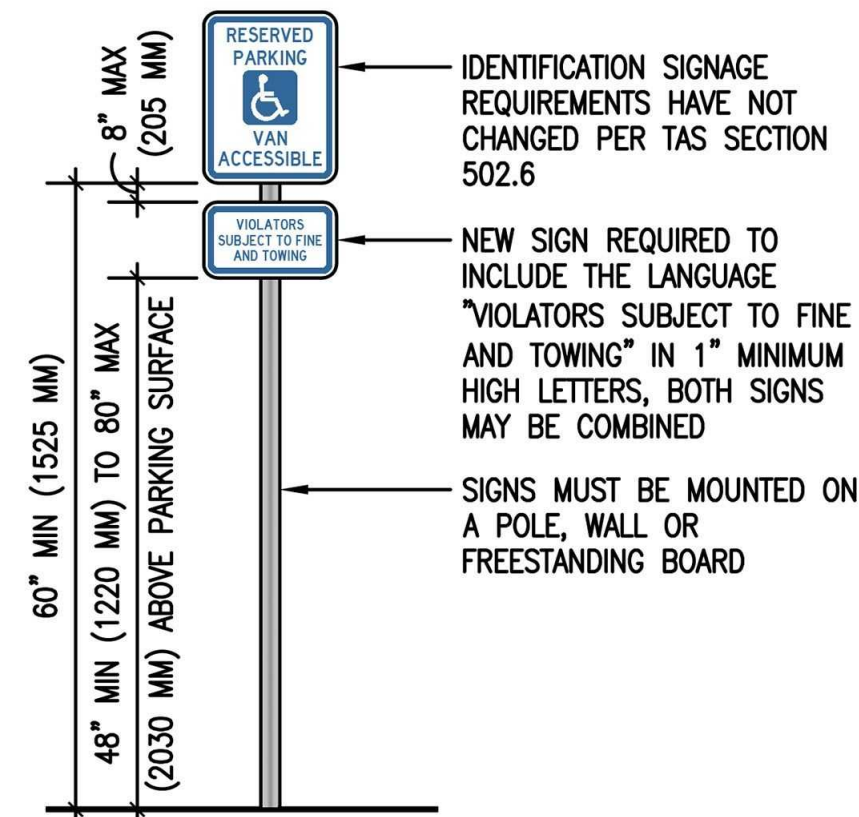 RESERVED
PARKING
VAN
ACCESSIBLE
VIOLATORS
SUBJECT TO FINE
AND TOWING
8" MAX
(205 MM)
60" MIN (1525 MM)
48" MIN (1220 MM) TO 80" MAX
(2030 MM) ABOVE PARKING SURFACE
IDENTIFICATION SIGNAGE
REQUIREMENTS HAVE NOT
CHANGED PER TAS SECTION
502.6
NEW SIGN REQUIRED TO
INCLUDE THE LANGUAGE
"VIOLATORS SUBJECT TO FINE
AND TOWING" IN 1" MINIMUM
HIGH LETTERS, BOTH SIGNS
MAY BE COMBINED
SIGNS MUST BE MOUNTED ON
A POLE, WALL OR
FREESTANDING BOARD